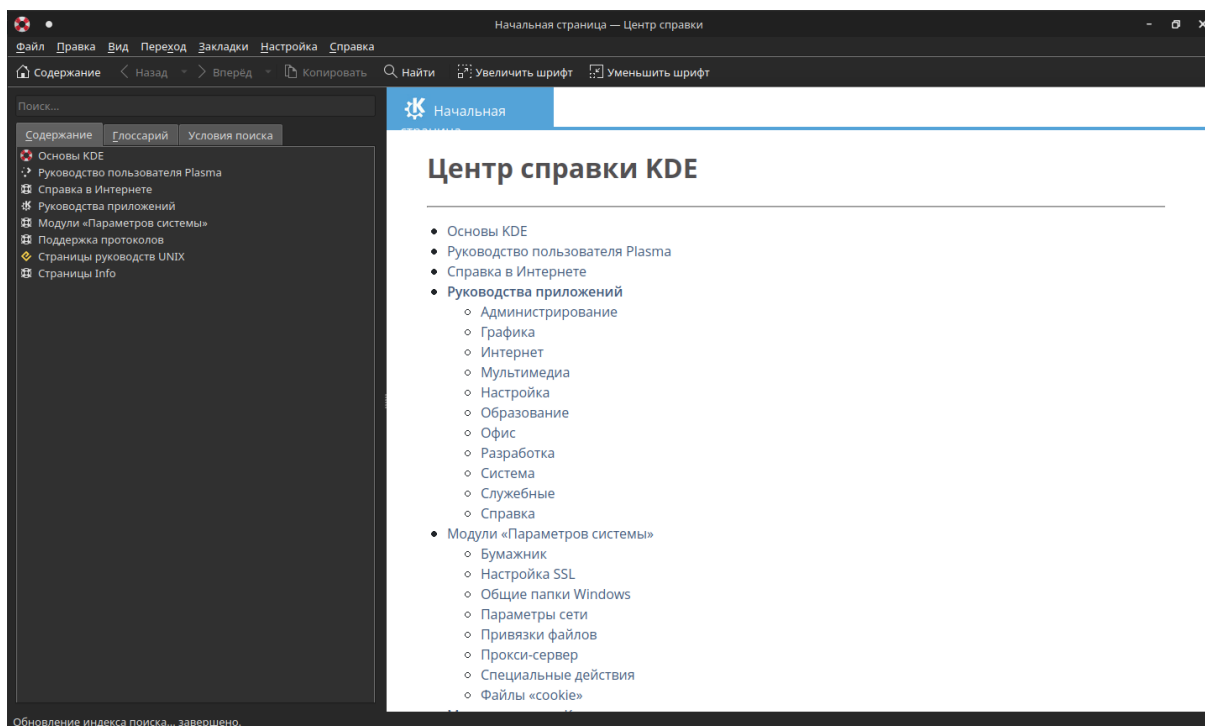 Начальная страница — Центр справки
Файл Правка Вид Переход Закладки Настройка Справка
Содержание Назад Вперёд Копировать Найти Увеличить шрифт Уменьшить шрифт
Поиск...
Содержание Глоссарий Условия поиска
Основы KDE
Руководство пользователя Plasma
Справка в Интернете
Руководства приложений
Модули «Параметров системы»
Поддержка протоколов
Страницы руководств UNIX
Страницы Info
Начальная
Центр справки KDE
Основы KDE
Руководство пользователя Plasma
Справка в Интернете
Руководства приложений
Администрирование
Графика
Интернет
Мультимедиа
Настройка
Образование
Офис
Разработка
Система
Служебные
Справка
Модули «Параметров системы»
Бумажник
Настройка SSL
Общие папки Windows
Параметры сети
Привязки файлов
Прокси-сервер
Специальные действия
Файлы «cookie»
Обновление индекса поиска... завершено.